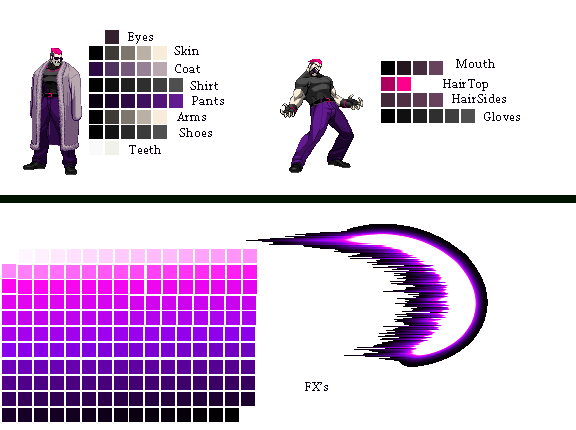 Eyes
Skin
Coat
Shirt
Pants
Arms
Shoes
Teeth
Mouth
HairTop
HairSides
Gloves
FX's